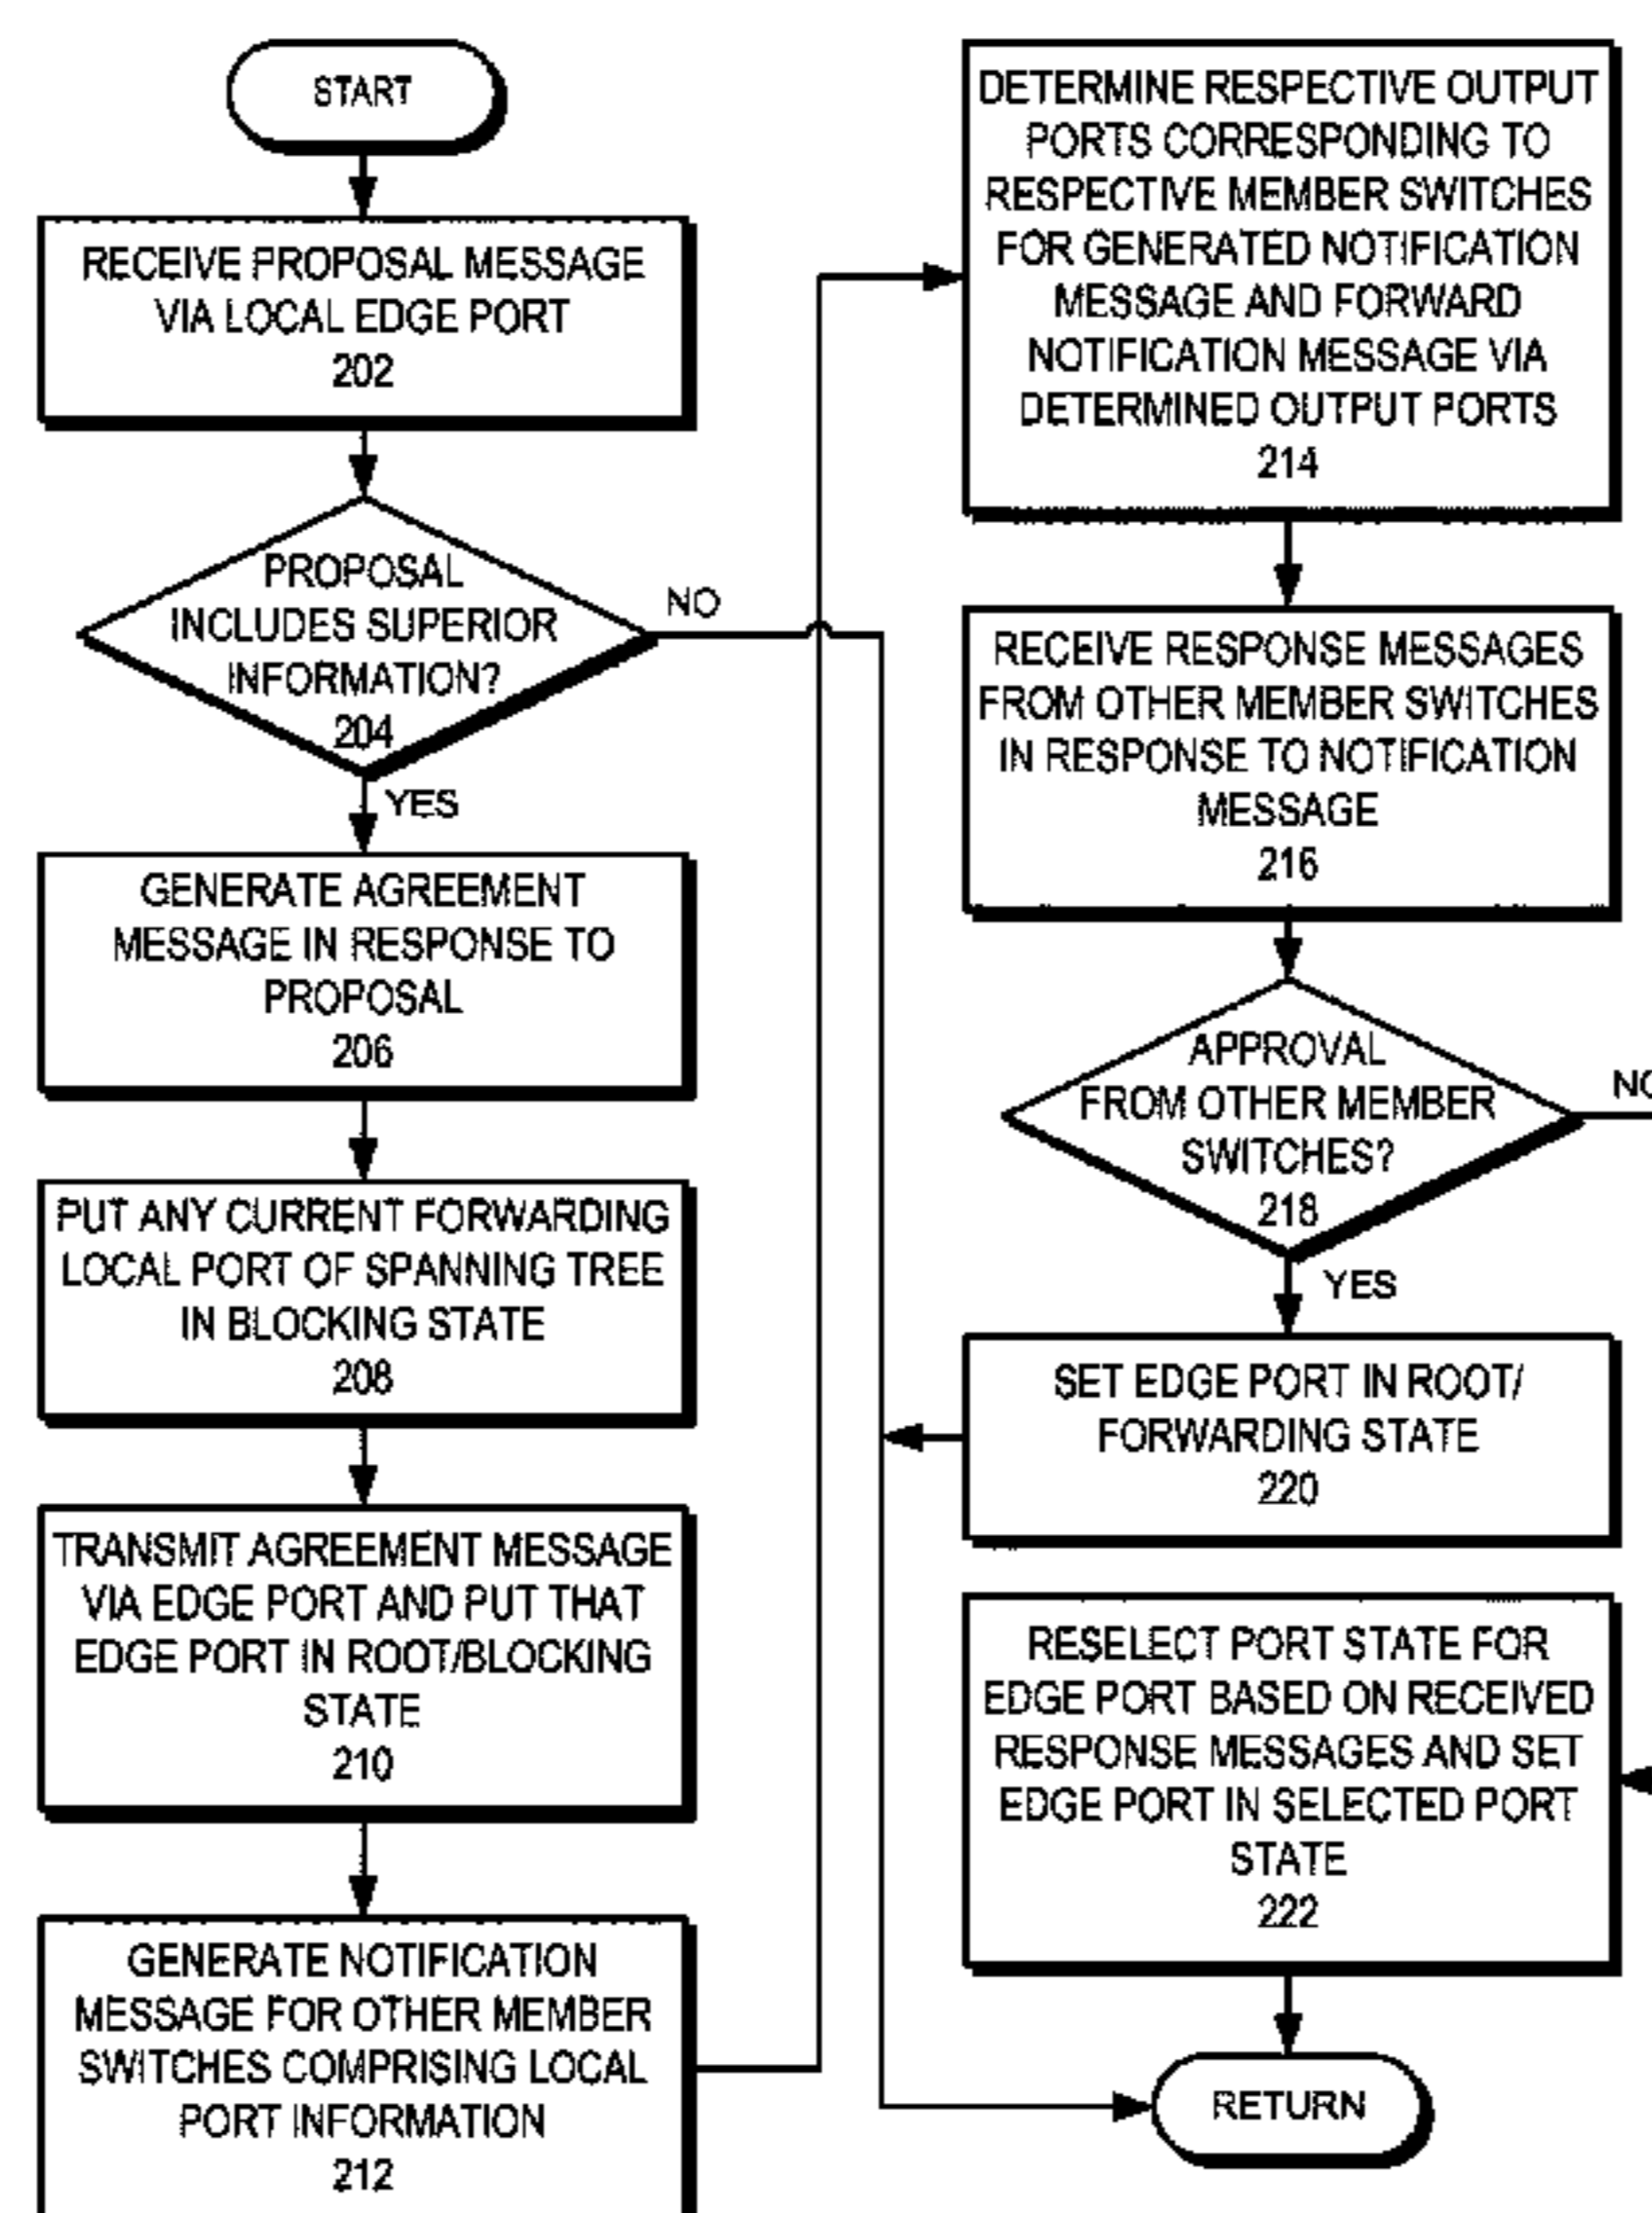 START
RECEIVE PROPOSAL MESSAGE
VIA LOCAL EDGE PORT
202
PROPOSAL
INCLUDES SUPERIOR
INFORMATION?
204
NO
YES
GENERATE AGREEMENT
MESSAGE IN RESPONSE TO
PROPOSAL
206
PUT ANY CURRENT FORWARDING
LOCAL PORT OF SPANNING TREE
IN BLOCKING STATE
208
TRANSMIT AGREEMENT MESSAGE
VIA EDGE PORT AND PUT THAT
EDGE PORT IN ROOT/BLOCKING
STATE
210
GENERATE NOTIFICATION
MESSAGE FOR OTHER MEMBER
SWITCHES COMPRISING LOCAL
PORT INFORMATION
212
DETERMINE RESPECTIVE OUTPUT
PORTS CORRESPONDING TO
RESPECTIVE MEMBER SWITCHES
FOR GENERATED NOTIFICATION
MESSAGE AND FORWARD
NOTIFICATION MESSAGE VIA
DETERMINED OUTPUT PORTS
214
RECEIVE RESPONSE MESSAGES
FROM OTHER MEMBER SWITCHES
IN RESPONSE TO NOTIFICATION
MESSAGE
216
APPROVAL
FROM OTHER MEMBER
SWITCHES?
218
NO
YES
SET EDGE PORT IN ROOT/
FORWARDING STATE
220
RESELECT PORT STATE FOR
EDGE PORT BASED ON RECEIVED
RESPONSE MESSAGES AND SET
EDGE PORT IN SELECTED PORT
STATE
222
RETURN